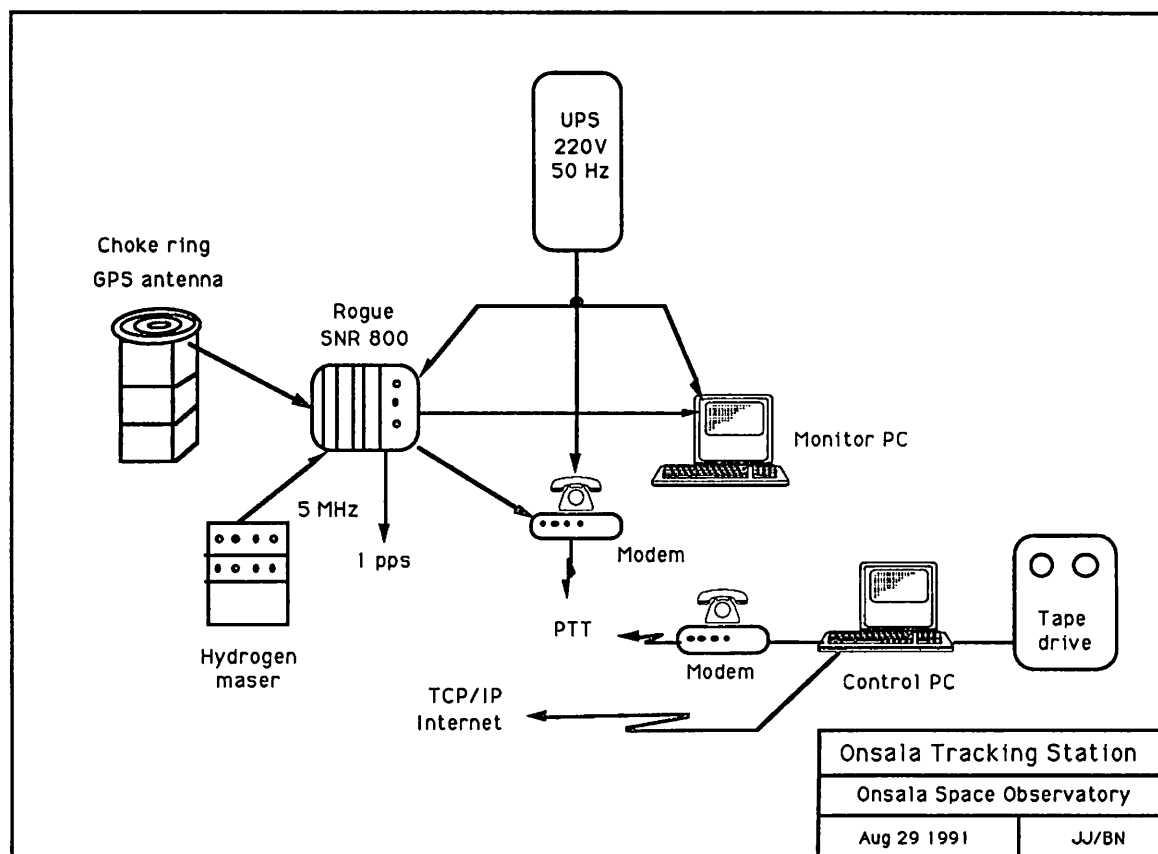 UPS
220V
50 Hz
Choke ring
GPS antenna
Rogue
SNR 800
Monitor PC
5 MHz
1 pps
Modem
PTT
Hydrogen
maser
Modem
Control PC
Tape
drive
TCP/IP
Internet
Onsala Tracking Station
Onsala Space Observatory
Aug 29 1991
JJ/BN